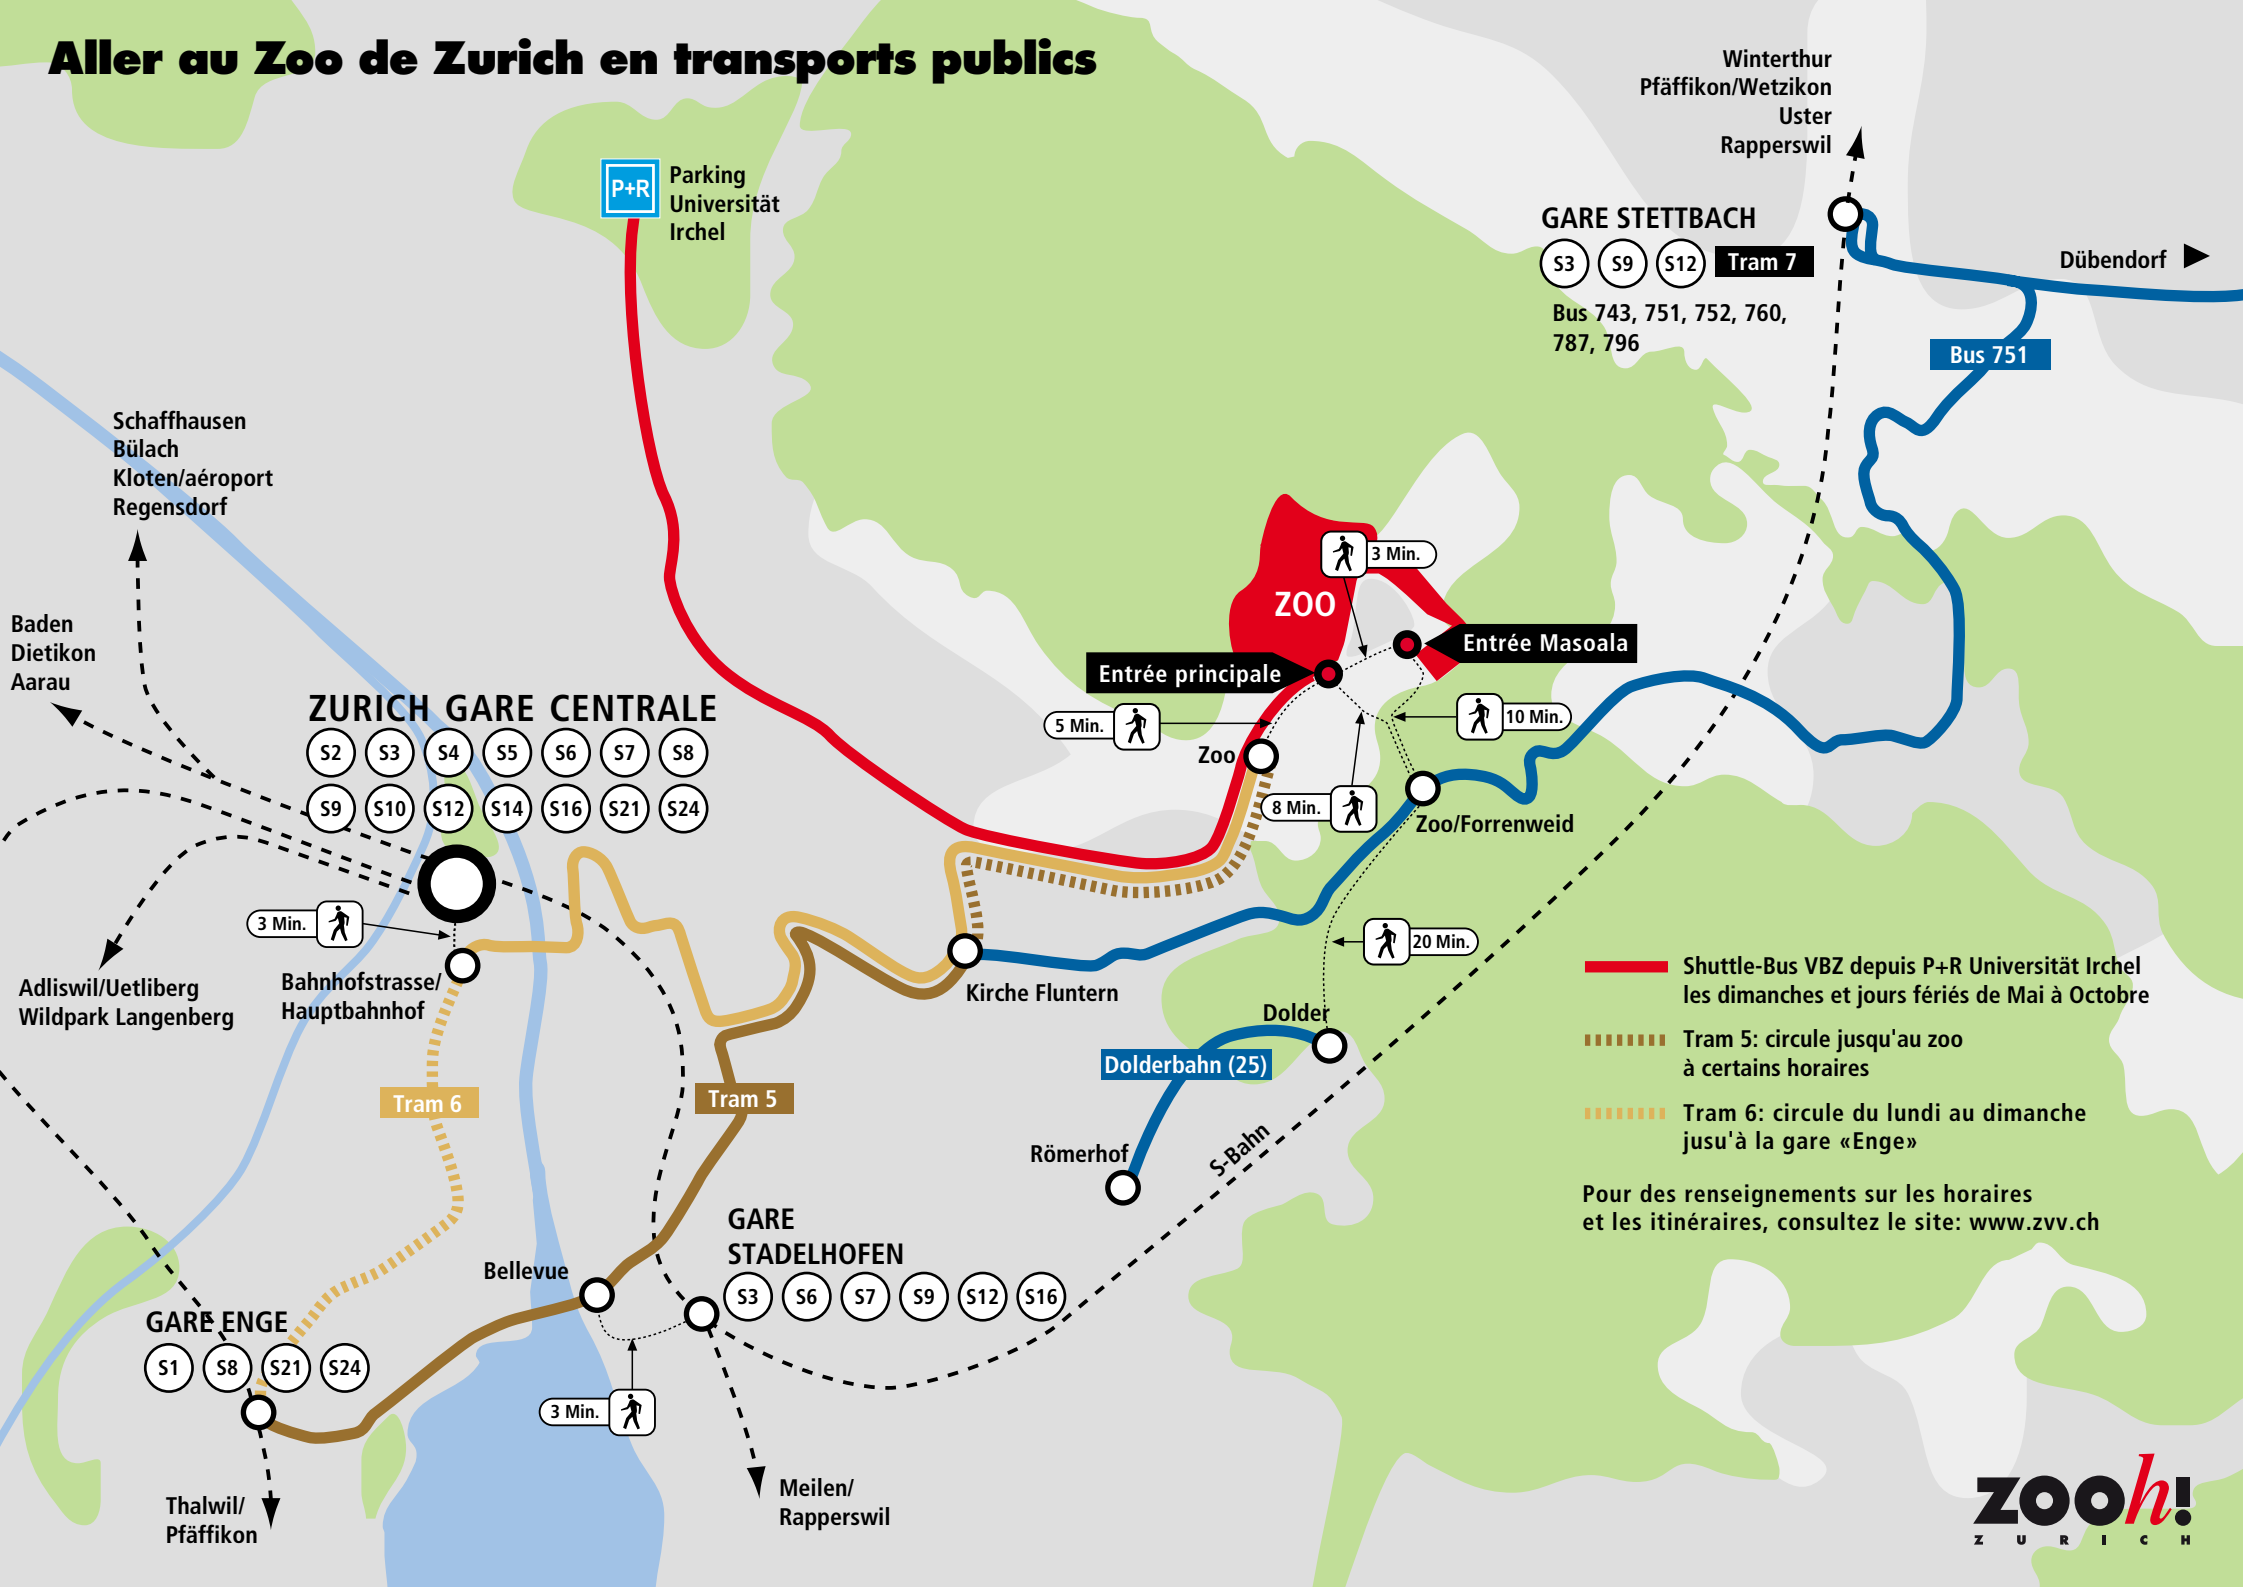 Aller au Zoo de Zurich en transports publics
Winterthur
Pfäffikon/Wetzikon
Uster
Rapperswil
P+R
Parking
Universität
Irchel
GARE STETTBACH
S3 S9 S12 Tram 7
Bus 743, 751, 752, 760,
787, 796
Dübendorf
Bus 751
Schaffhausen
Bülach
Kloten/aéroport
Regensdorf
Baden
Dietikon
Aarau
ZURICH GARE CENTRALE
S2 S3 S4 S5 S6 S7 S8
S9 S10 S12 S14 S16 S21 S24
3 Min.
ZOO
Entrée Masoala
Entrée principale
5 Min.
10 Min.
Zoo
8 Min.
Zoo/Forrenweid
3 Min.
20 Min.
Adliswil/Uetliberg
Wildpark Langenberg
Bahnhofstrasse/
Hauptbahnhof
Kirche Fluntern
Dolder
Dolderbahn (25)
Tram 6
Tram 5
Römerhof
S-Bahn
Shuttle-Bus VBZ depuis P+R Universität Irchel
les dimanches et jours fériés de Mai à Octobre
Tram 5: circule jusqu'au zoo
à certains horaires
Tram 6: circule du lundi au dimanche
jusu'à la gare «Enge»
Pour des renseignements sur les horaires
et les itinéraires, consultez le site: www.zvv.ch
GARE
STADELHOFEN
S3 S6 S7 S9 S12 S16
Bellevue
GARE ENGE
S1 S8 S21 S24
3 Min.
Thalwil/
Pfäffikon
Meilen/
Rapperswil
ZOOh!
ZURICH